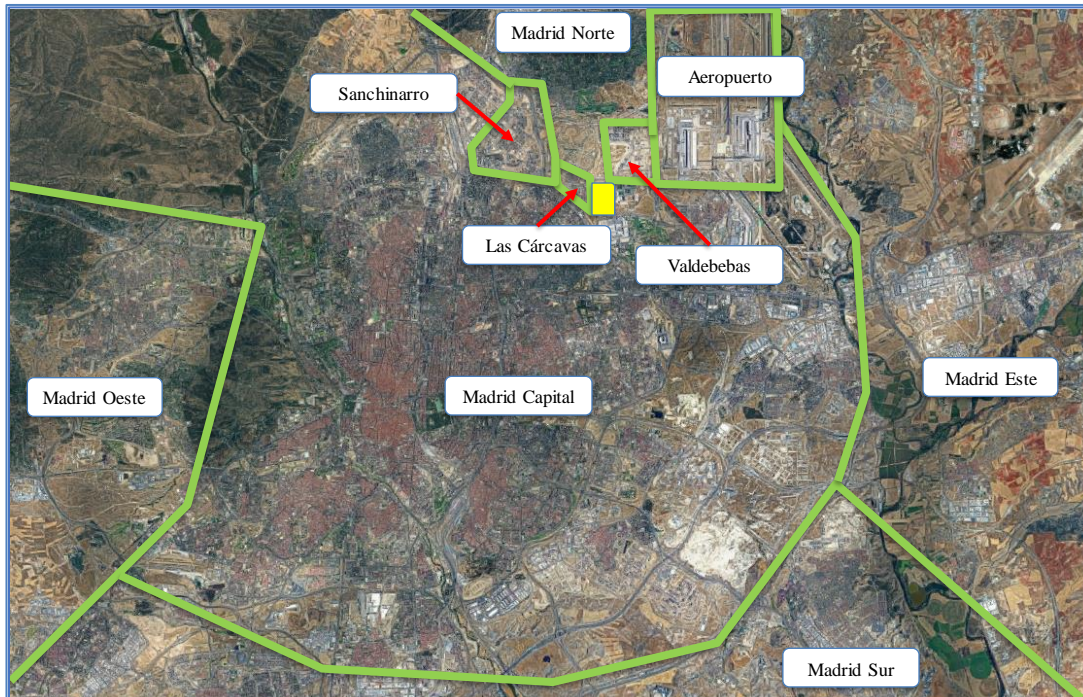 Madrid Norte
Aeropuerto
Sanchinarro
Las Cárcavas
Valdebebas
Madrid Oeste
Madrid Capital
Madrid Este
Madrid Sur